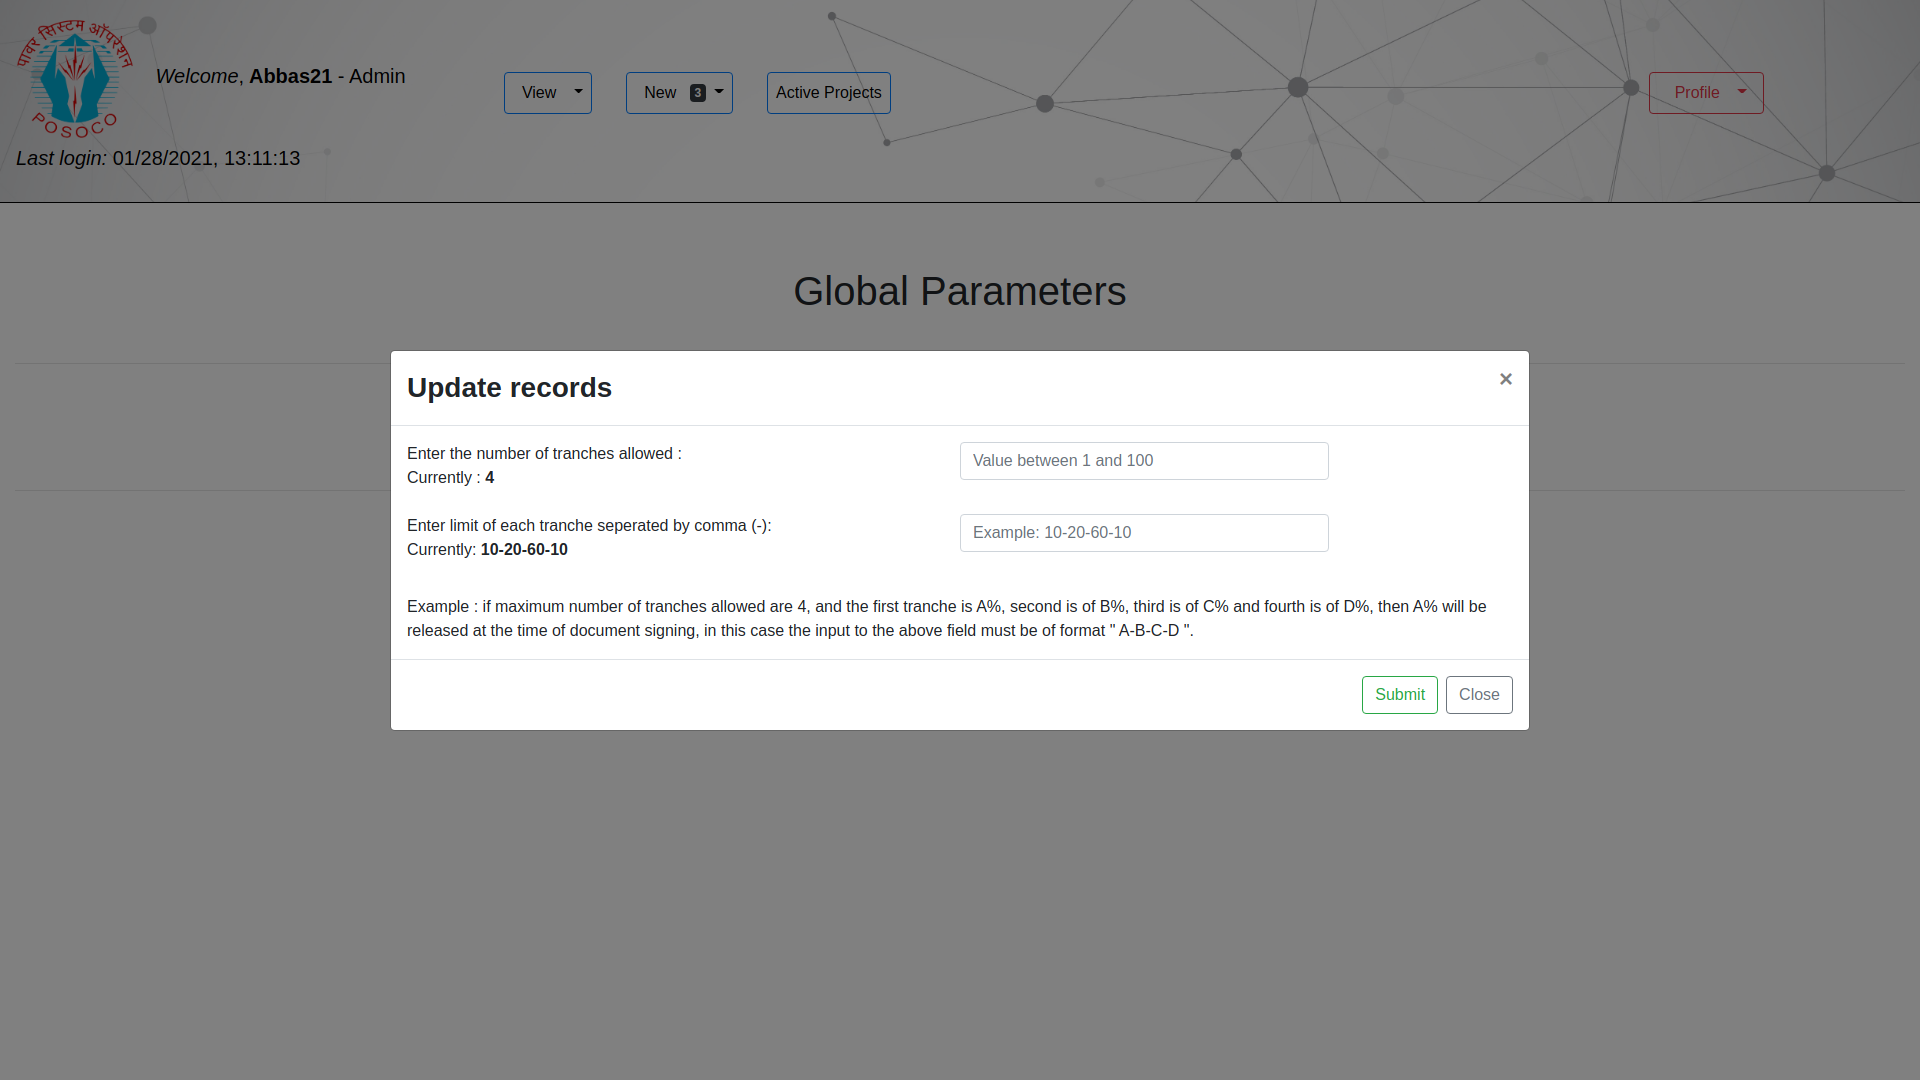 पावर सिस्टम ऑपरेशन
POSOCO
Welcome, Abbas21 - Admin
View
New 3
Active Projects
Profile
Last login: 01/28/2021, 13:11:13
Global Parameters
Update records
×
Enter the number of tranches allowed :
Currently : 4
Value between 1 and 100
Enter limit of each tranche seperated by comma (-):
Currently: 10-20-60-10
Example: 10-20-60-10
Example : if maximum number of tranches allowed are 4, and the first tranche is A%, second is of B%, third is of C% and fourth is of D%, then A% will be
released at the time of document signing, in this case the input to the above field must be of format " A-B-C-D ".
Submit
Close